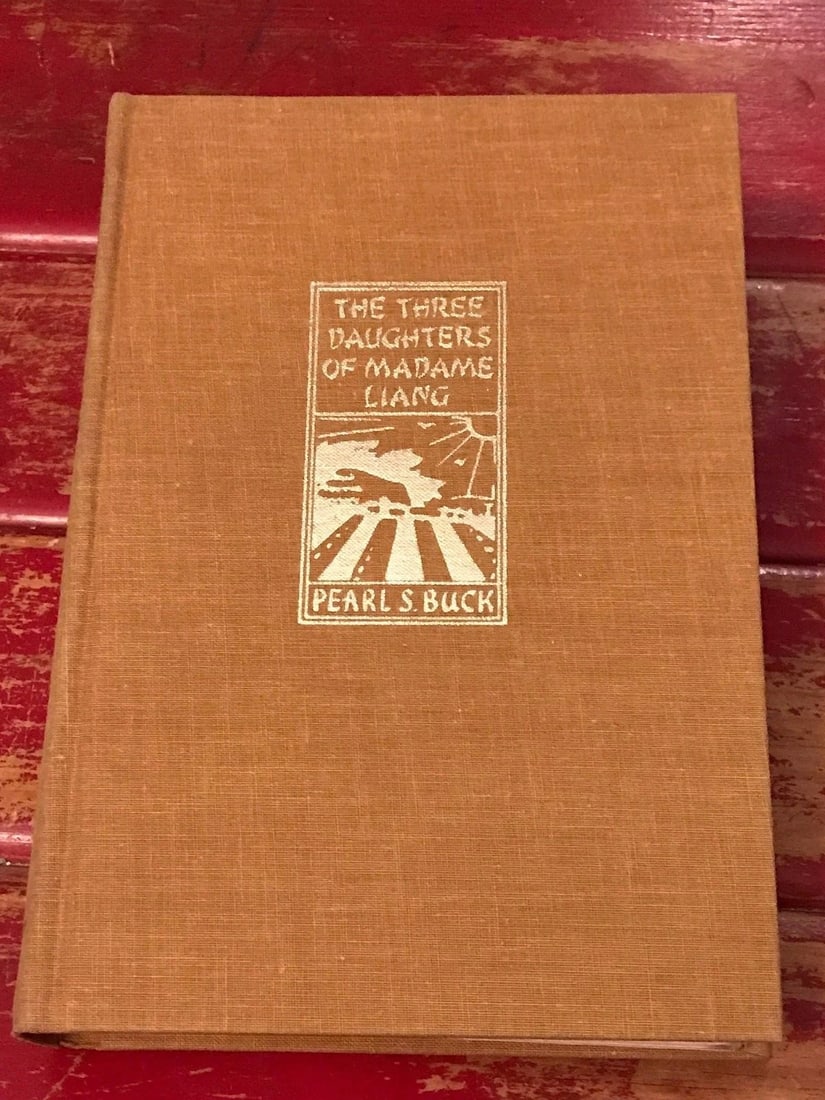 THE THREE
DAUGHTERS
OF MADAME
LIANG
PEARL S. BUCK